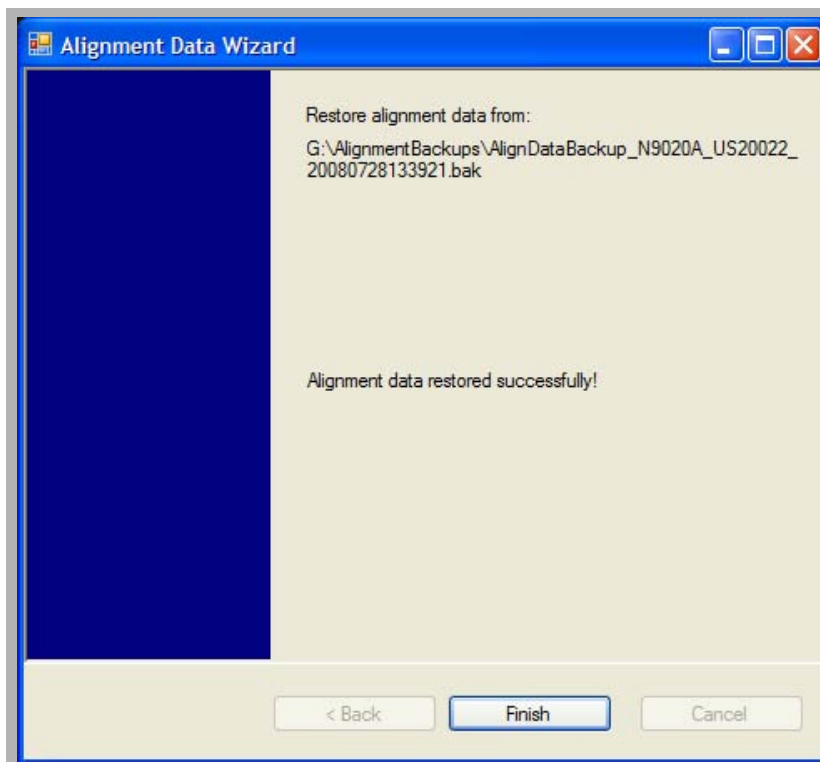 Alignment Data Wizard
Restore alignment data from:
G:\AlignmentBackups\AlignDataBackup_N9020A_US20022_
20080728133921.bak
Alignment data restored successfully!
< Back
Finish
Cancel